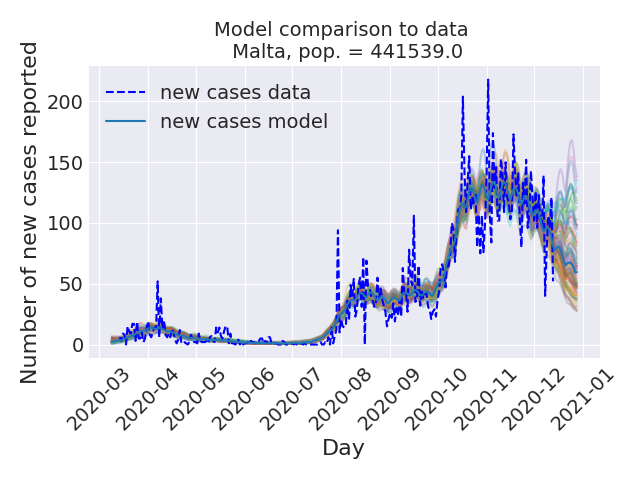 Model comparison to data
Malta, pop. = 441539.0
new cases data
new cases model
Number of new cases reported
200
150
100
50
0
2020-03
2020-04
2020-05
2020-06
2020-07
2020-08
2020-09
2020-10
2020-11
2020-12
2021-01
Day